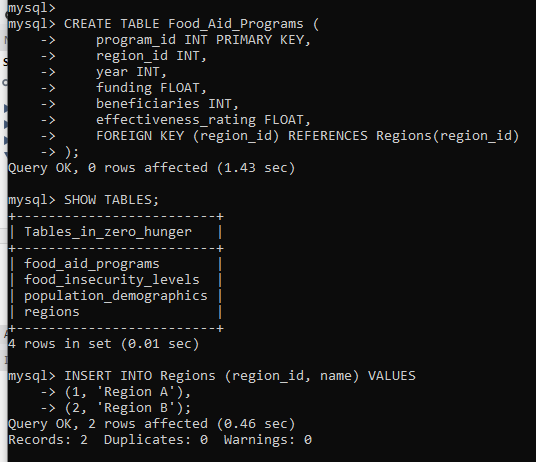 mysql>
mysql> CREATE TABLE Food_Aid_Programs (
    ->     program_id INT PRIMARY KEY,
    ->     region_id INT,
    ->     year INT,
    ->     funding FLOAT,
    ->     beneficiaries INT,
    ->     effectiveness_rating FLOAT,
    ->     FOREIGN KEY (region_id) REFERENCES Regions(region_id)
    -> );
Query OK, 0 rows affected (1.43 sec)
mysql> SHOW TABLES;
+-------------------------+
| Tables_in_zero_hunger   |
+-------------------------+
| food_aid_programs       |
| food_insecurity_levels  |
| population_demographics |
| regions                 |
+-------------------------+
4 rows in set (0.01 sec)
mysql> INSERT INTO Regions (region_id, name) VALUES
    -> (1, 'Region A'),
    -> (2, 'Region B');
Query OK, 2 rows affected (0.46 sec)
Records: 2  Duplicates: 0  Warnings: 0